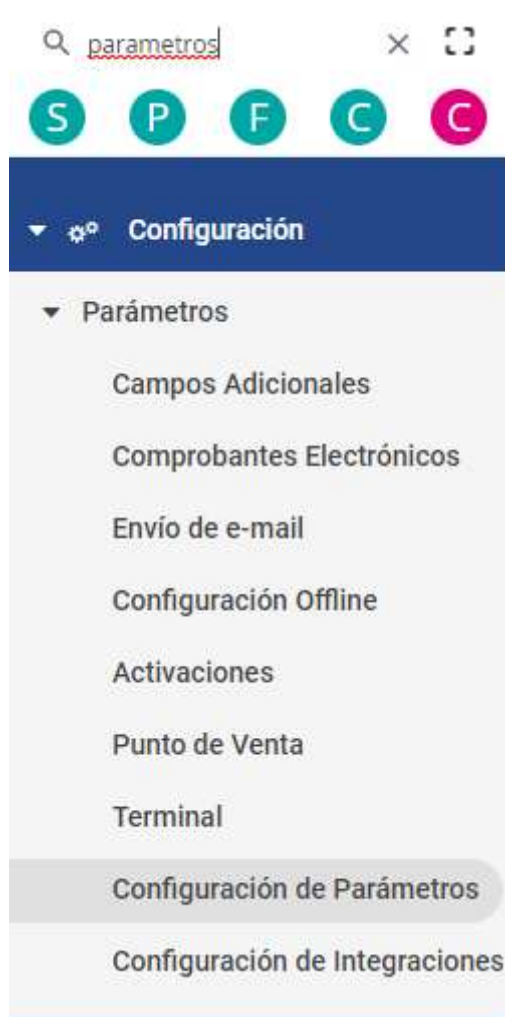 parametros
S P F C C
Configuración
Parámetros
Campos Adicionales
Comprobantes Electrónicos
Envío de e-mail
Configuración Offline
Activaciones
Punto de Venta
Terminal
Configuración de Parámetros
Configuración de Integraciones